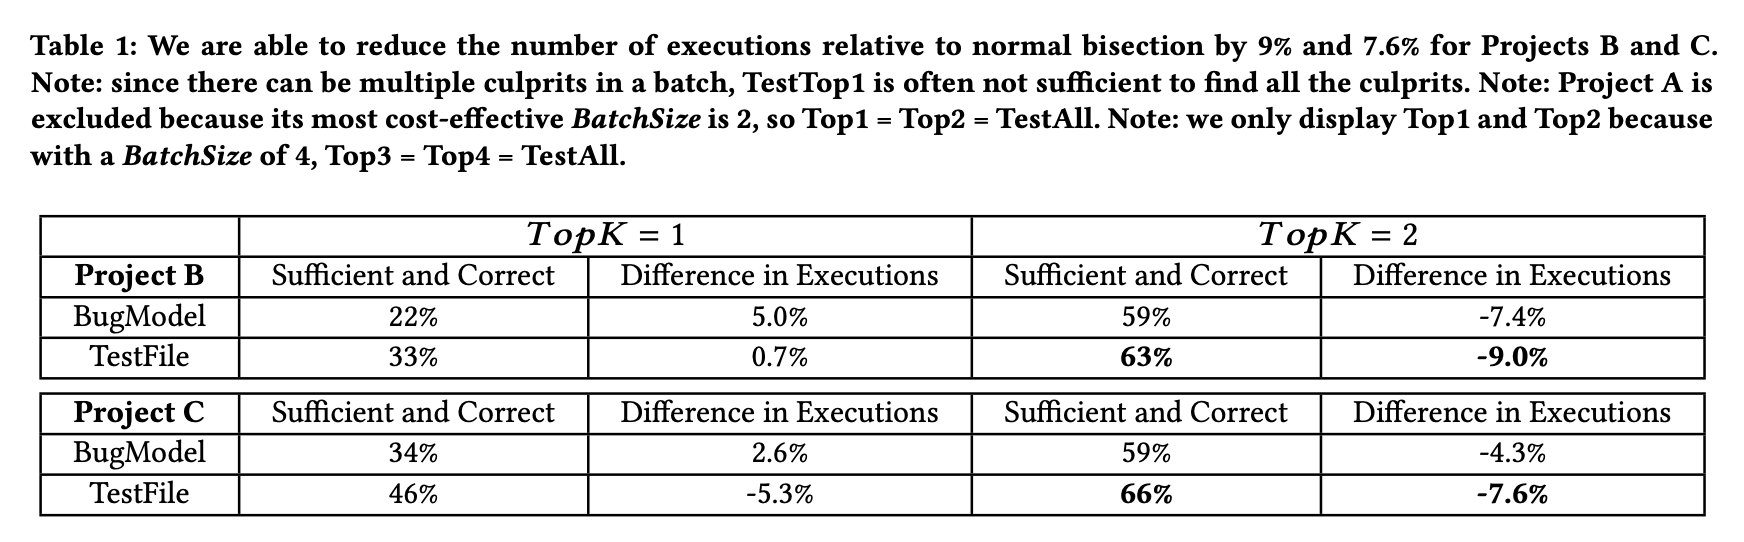 Table 1: We are able to reduce the number of executions relative to normal bisection by 9% and 7.6% for Projects B and C.
Note: since there can be multiple culprits in a batch, TestTop1 is often not sufficient to find all the culprits. Note: Project A is
excluded because its most cost-effective BatchSize is 2, so Top1 = Top2 = TestAll. Note: we only display Top1 and Top2 because
with a BatchSize of 4, Top3 = Top4 = TestAll.
TopK = 1 TopK = 2
Project B Sufficient and Correct Difference in Executions Sufficient and Correct Difference in Executions
BugModel 22% 5.0% 59% -7.4%
TestFile 33% 0.7% 63% -9.0%
Project C Sufficient and Correct Difference in Executions Sufficient and Correct Difference in Executions
BugModel 34% 2.6% 59% -4.3%
TestFile 46% -5.3% 66% -7.6%